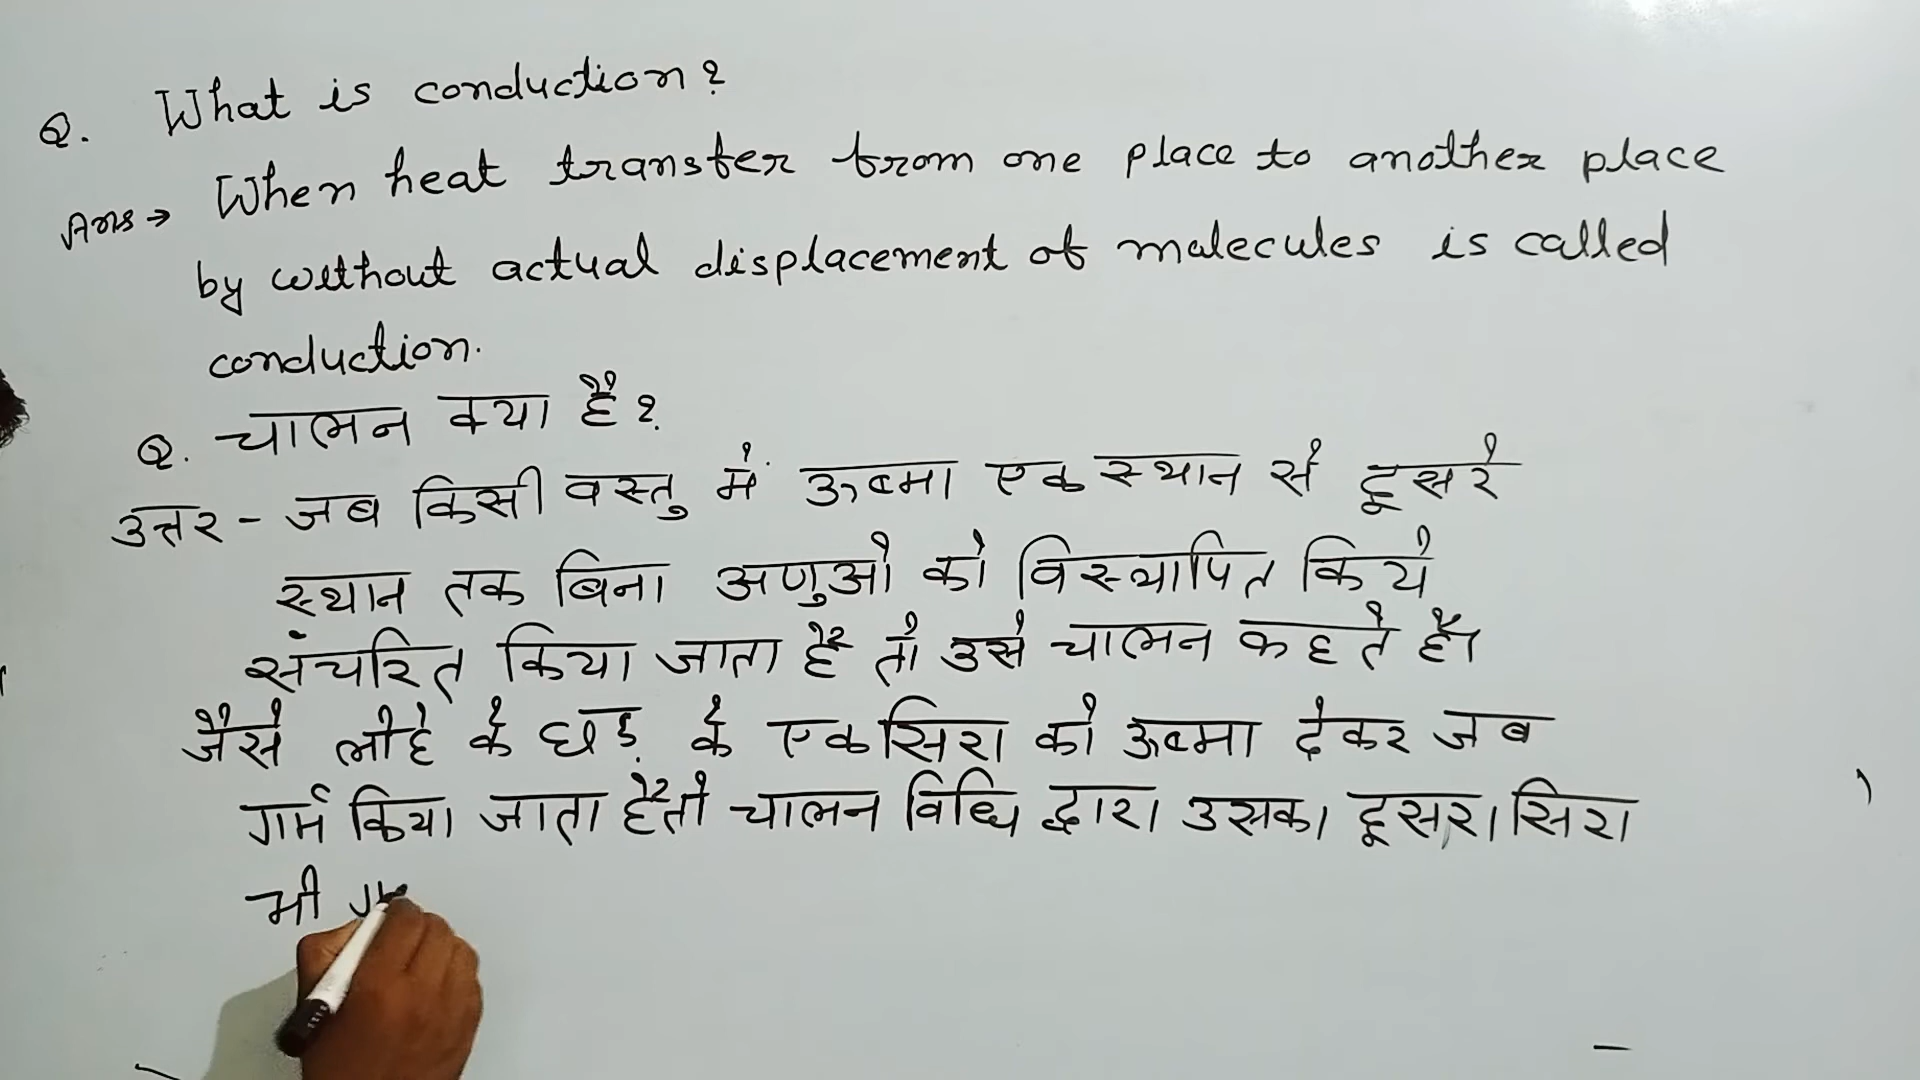 Q. What is conduction?
Ans → When heat transfer from one place to another place
by without actual displacement of malecules is called
conduction.
Q. चालन क्या है?
उत्तर - जब किसी वस्तु में ऊष्मा एक स्थान से दूसरे
स्थान तक बिना अणुओ को विस्थापित किये
संचरित किया जाता है तो उसे चालन कहते हैं।
जैसे लोहे के छड़ के एक सिरा को ऊष्मा देकर जब
गर्म किया जाता है तो चालन विधि द्वारा उसका दूसरा सिरा
भी